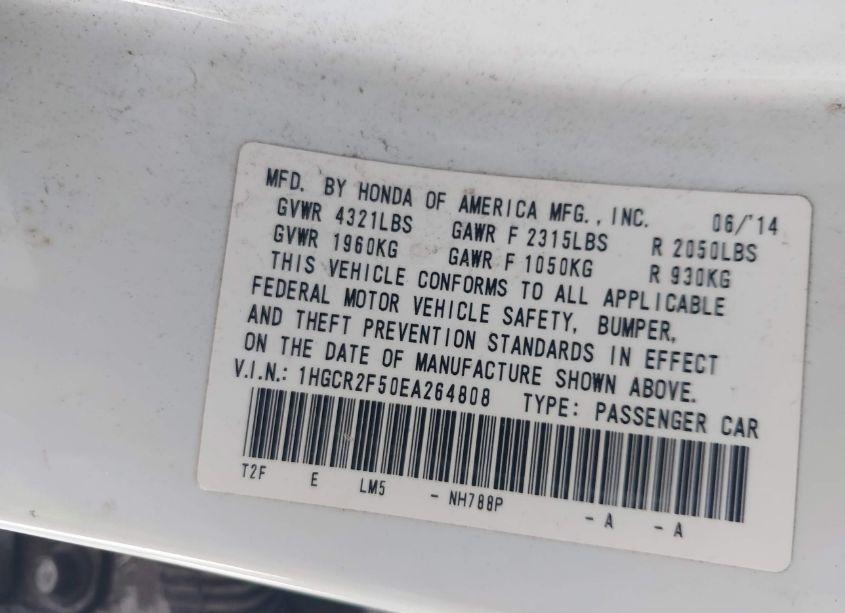 MFD. BY HONDA OF AMERICA MFG., INC. 06/'14
GVWR 4321LBS GAWR F 2315LBS R 2050LBS
GVWR 1960KG GAWR F 1050KG R 930KG
THIS VEHICLE CONFORMS TO ALL APPLICABLE
FEDERAL MOTOR VEHICLE SAFETY, BUMPER,
AND THEFT PREVENTION STANDARDS IN EFFECT
ON THE DATE OF MANUFACTURE SHOWN ABOVE.
V.I.N.: 1HGCR2F50EA264808 TYPE: PASSENGER CAR
T2F E LM5 - NH788P - A - A